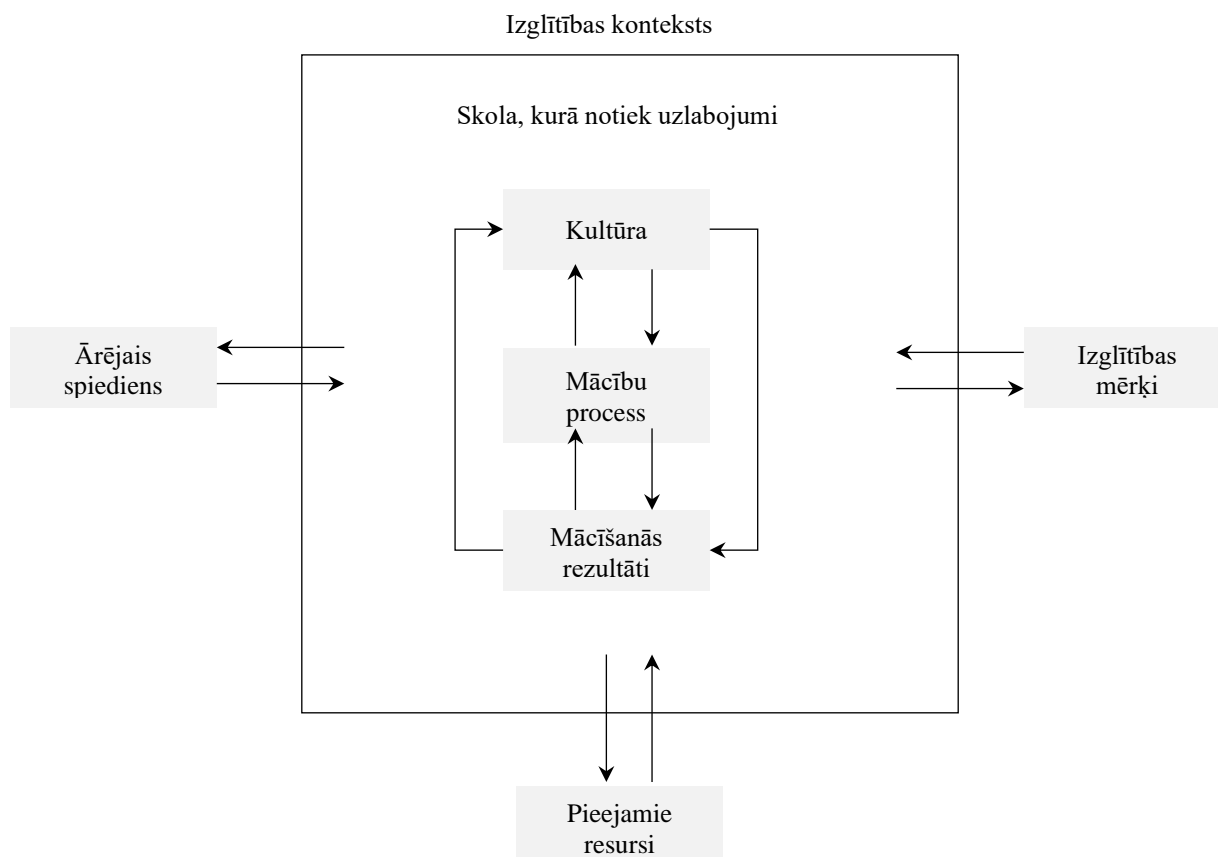 Izglītības konteksts
Skola, kurā notiek uzlabojumi
Kultūra
Ārējais
spiediens
Mācību
process
Izglītības
mērķi
Mācīšanās
rezultāti
Pieejamie
resursi